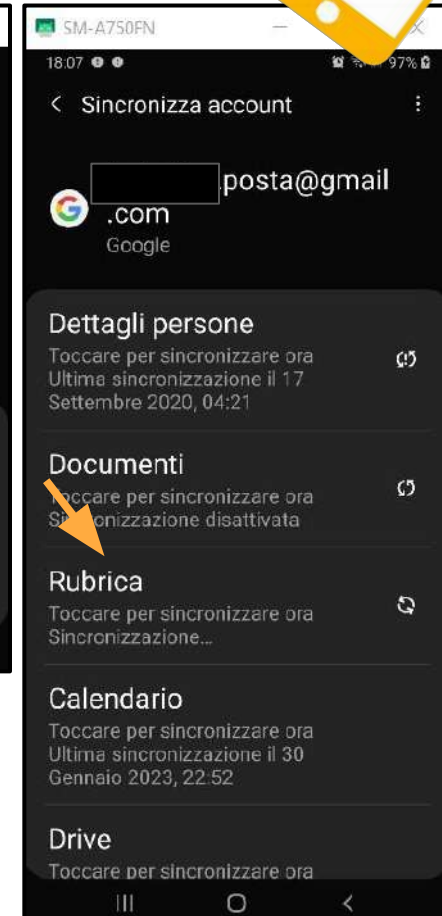 SM-A750FN
18:07 97%
Sincronizza account
.posta@gmail
.com
Google
Dettagli persone
Toccare per sincronizzare ora
Ultima sincronizzazione il 17
Settembre 2020, 04:21
Documenti
Toccare per sincronizzare ora
Sincronizzazione disattivata
Rubrica
Toccare per sincronizzare ora
Sincronizzazione...
Calendario
Toccare per sincronizzare ora
Ultima sincronizzazione il 30
Gennaio 2023, 22:52
Drive
Toccare per sincronizzare ora